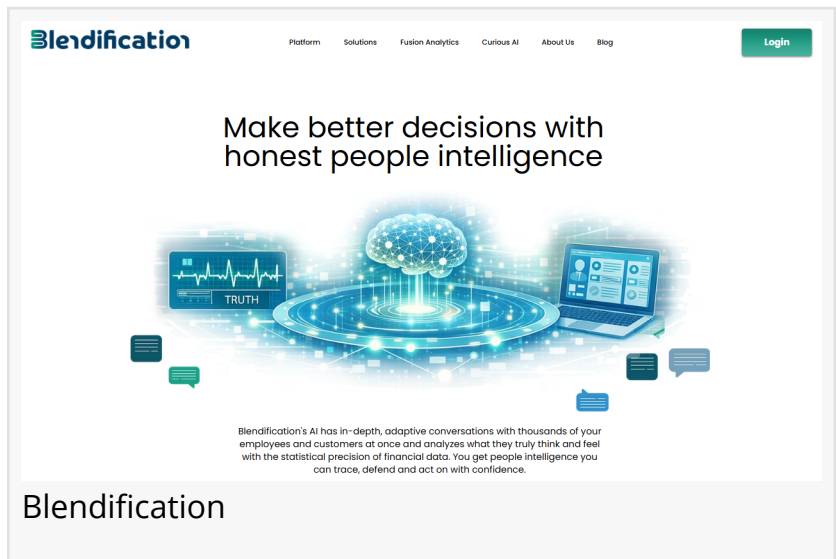 Blendification
Platform
Solutions
Fusion Analytics
Curious AI
About Us
Blog
Login
Make better decisions with
honest people intelligence
TRUTH
Blendification's AI has in-depth, adaptive conversations with thousands of your
employees and customers at once and analyzes what they truly think and feel
with the statistical precision of financial data. You get people intelligence you
can trace, defend and act on with confidence.
Blendification